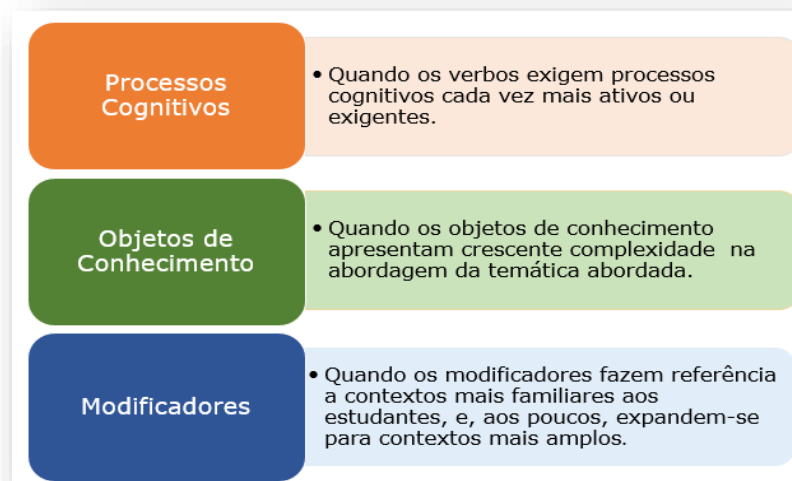 Processos
Cognitivos
• Quando os verbos exigem processos
cognitivos cada vez mais ativos ou
exigentes.
Objetos de
Conhecimento
• Quando os objetos de conhecimento
apresentam crescente complexidade na
abordagem da temática abordada.
Modificadores
• Quando os modificadores fazem referência
a contextos mais familiares aos
estudantes, e, aos poucos, expandem-se
para contextos mais amplos.